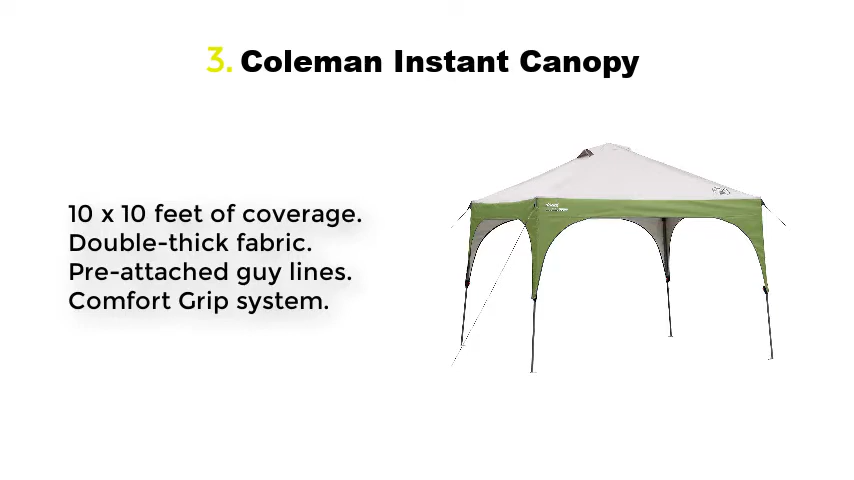 3. Coleman Instant Canopy
10 x 10 feet of coverage.
Double-thick fabric.
Pre-attached guy lines.
Comfort Grip system.